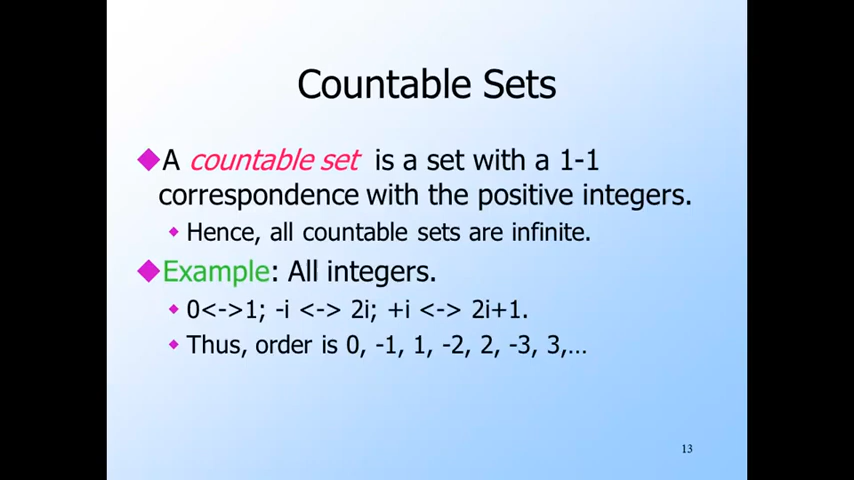 Countable Sets
A countable set is a set with a 1-1
correspondence with the positive integers.
Hence, all countable sets are infinite.
Example: All integers.
0<->1; -i <-> 2i; +i <-> 2i+1.
Thus, order is 0, -1, 1, -2, 2, -3, 3,…
13